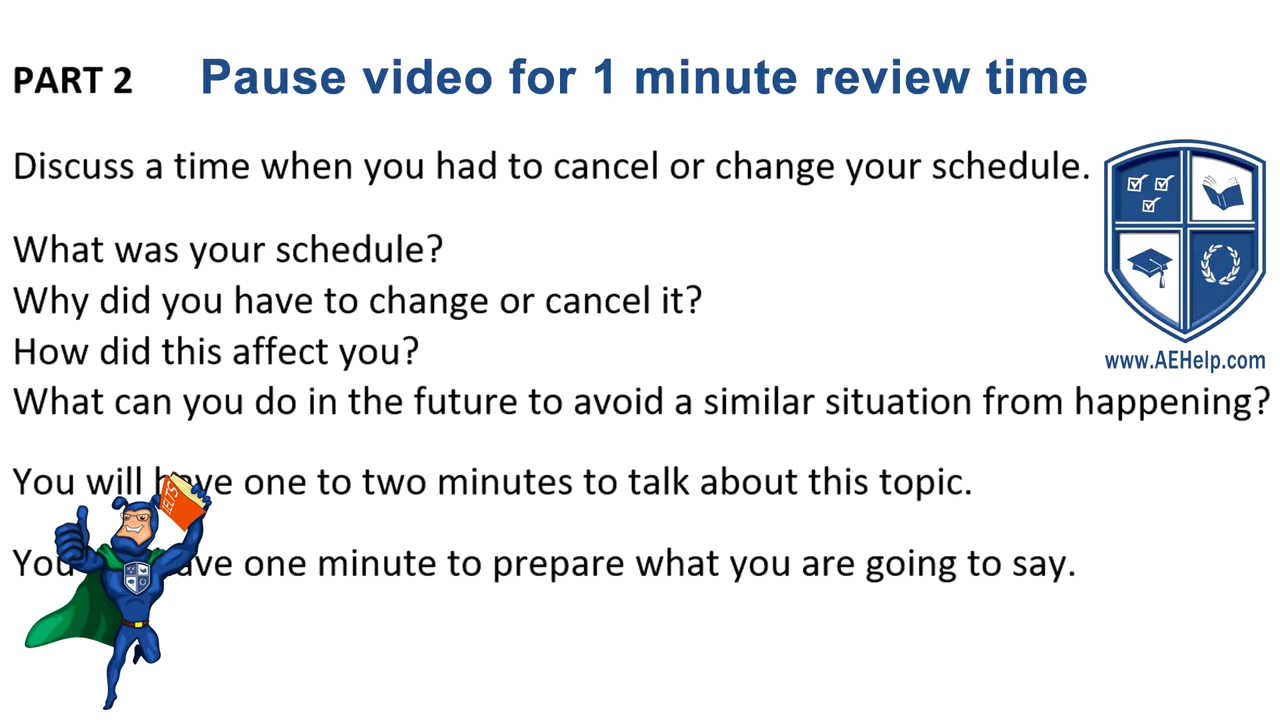 PART 2 Pause video for 1 minute review time
Discuss a time when you had to cancel or change your schedule.
What was your schedule?
Why did you have to change or cancel it?
How did this affect you?
www.AEHelp.com
What can you do in the future to avoid a similar situation from happening?
You will have one to two minutes to talk about this topic.
IELTS
You have one minute to prepare what you are going to say.